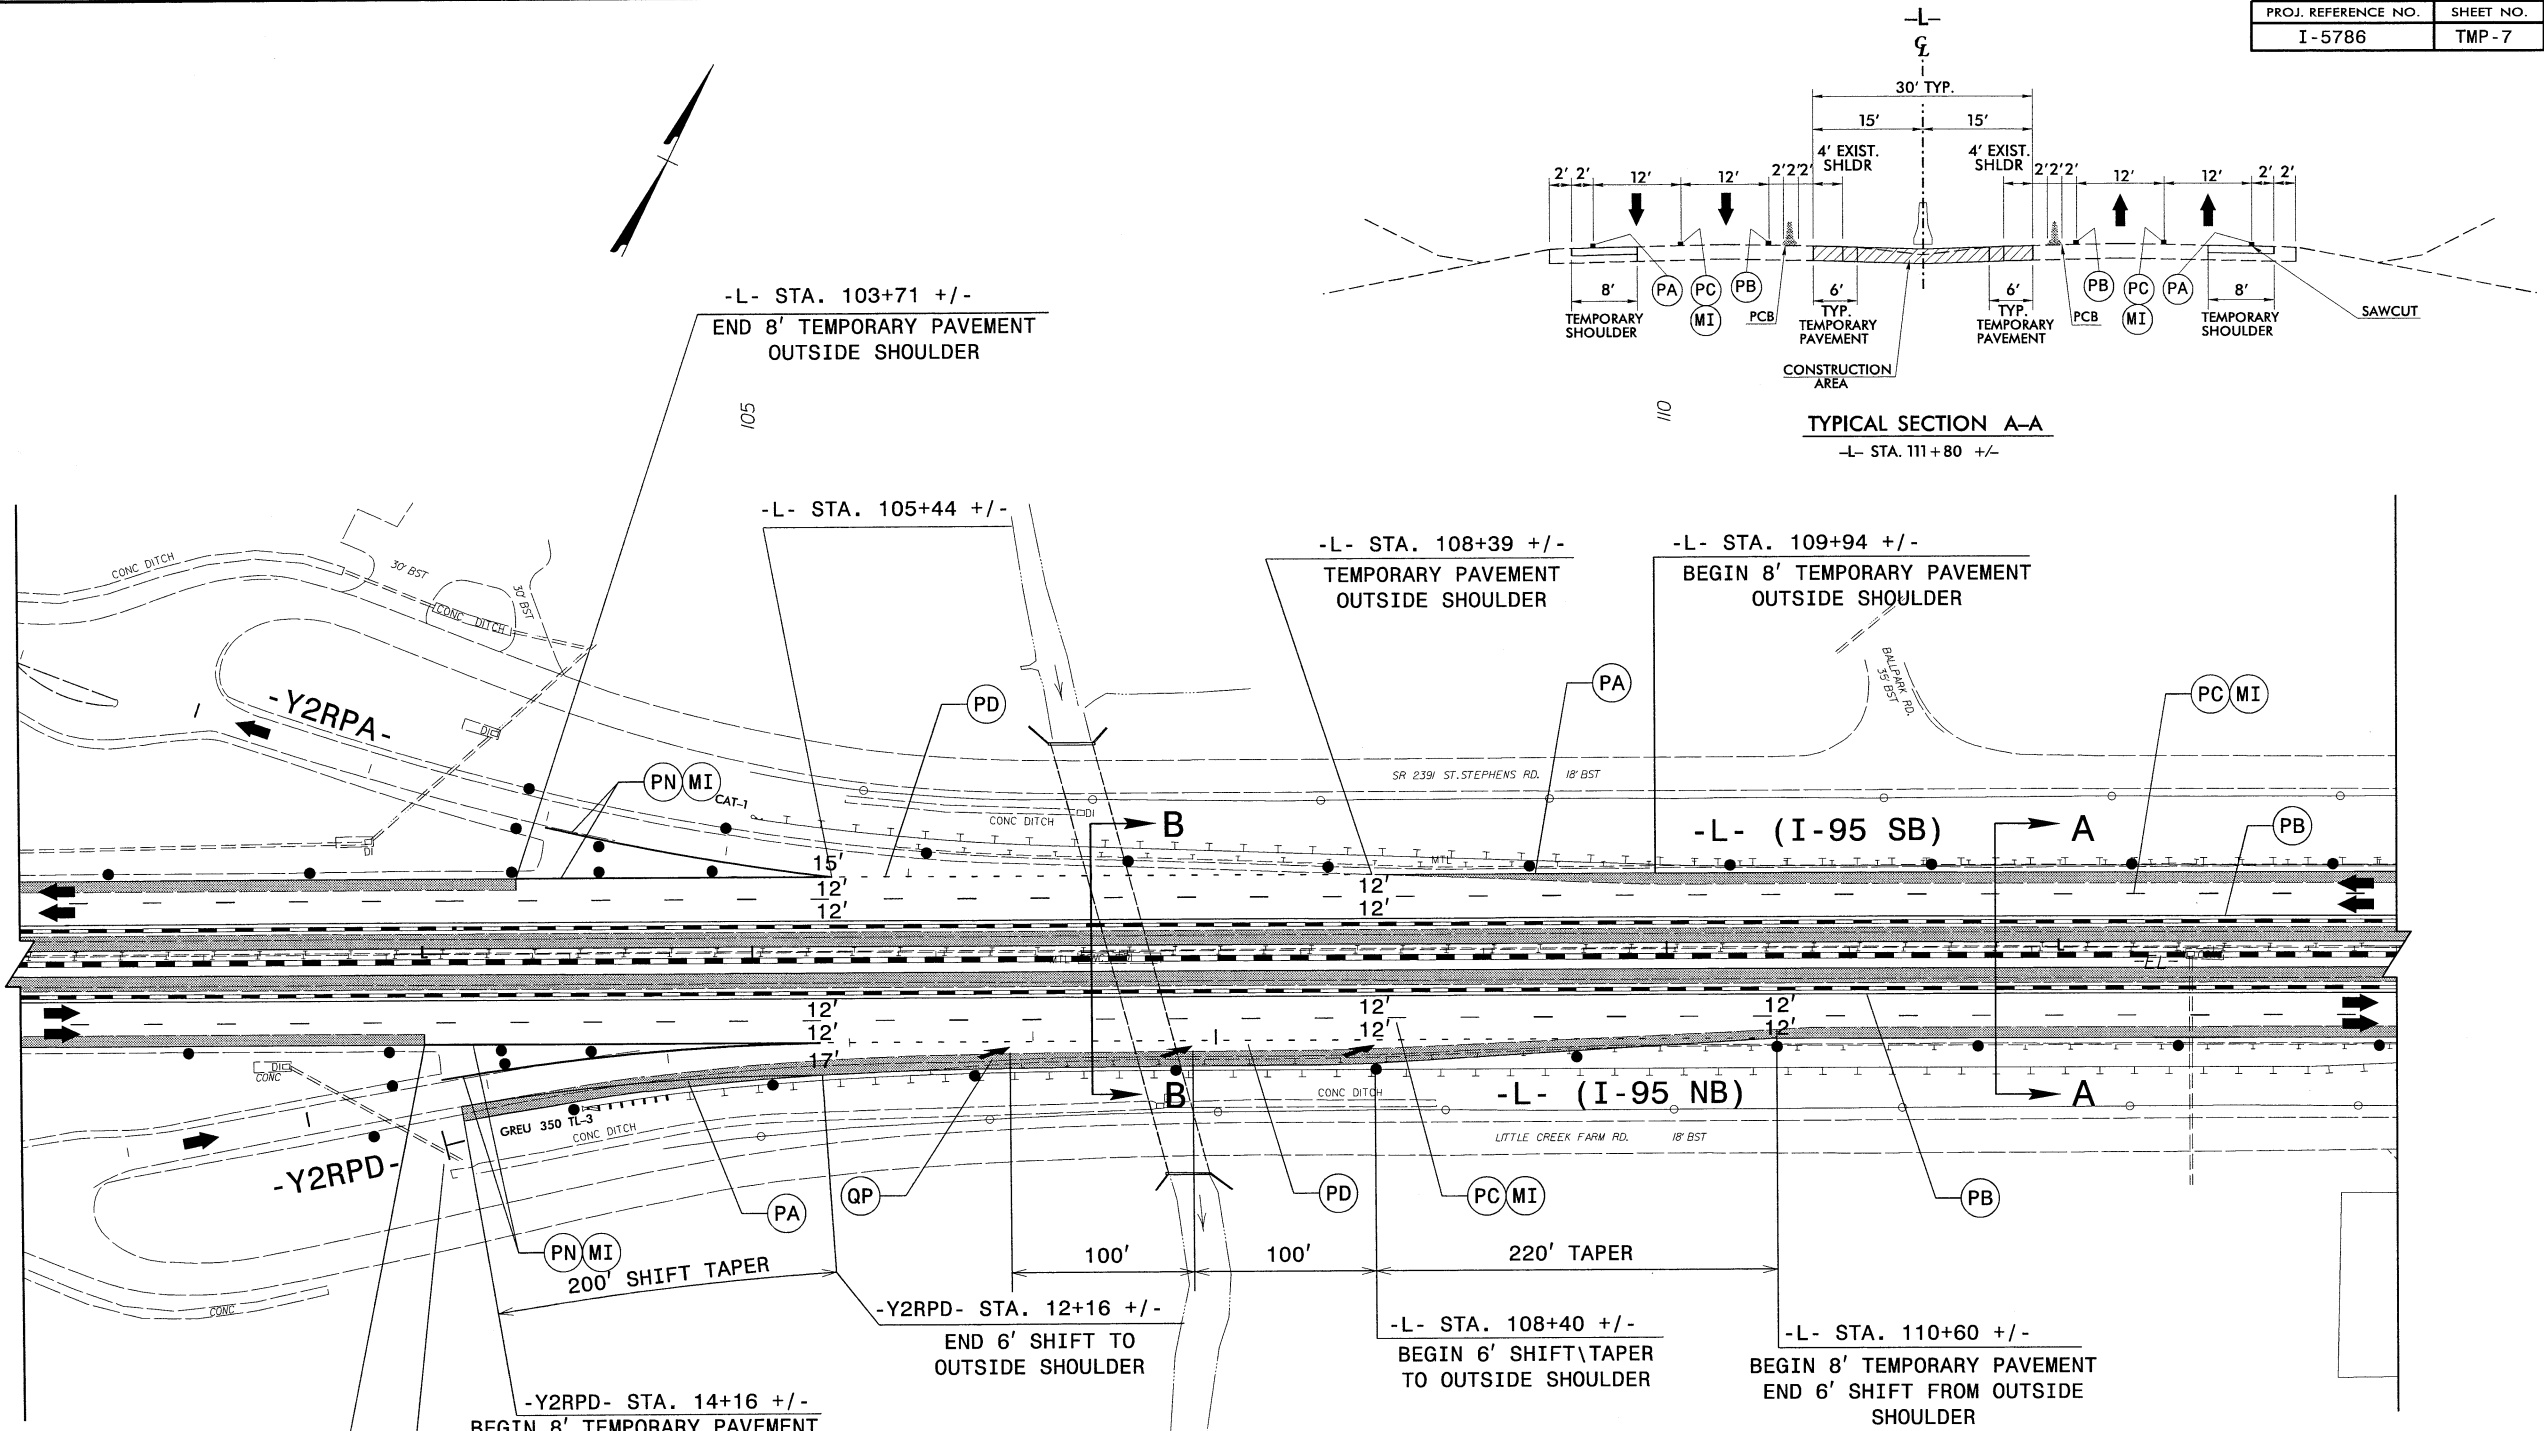 PROJ. REFERENCE NO. SHEET NO.
I-5786 TMP-7
-L-
℄
30' TYP.
15' 15'
4' EXIST. SHLDR
4' EXIST. SHLDR
2' 2' 12' 12' 2' 2' 2'
2' 2' 2' 12' 12' 2' 2'
PA PC PB
MI
PB PC PA
MI
8'
TEMPORARY
SHOULDER
PCB
6'
TYP.
TEMPORARY
PAVEMENT
6'
TYP.
TEMPORARY
PAVEMENT
PCB
8'
TEMPORARY
SHOULDER
SAWCUT
CONSTRUCTION
AREA
TYPICAL SECTION A-A
-L- STA. 111+80 +/-
-L- STA. 103+71 +/-
END 8' TEMPORARY PAVEMENT
OUTSIDE SHOULDER
105
110
-L- STA. 105+44 +/-
-L- STA. 108+39 +/-
TEMPORARY PAVEMENT
OUTSIDE SHOULDER
-L- STA. 109+94 +/-
BEGIN 8' TEMPORARY PAVEMENT
OUTSIDE SHOULDER
CONC DITCH
30' BST
30' BST
CONC DITCH
BALLPARK RD.
35' BST
-Y2RPA-
DI
PD
PA
PC MI
PN MI
CAT-1
SR 2391 ST.STEPHENS RD. 18' BST
CONC DITCH
DI
B
-L- (I-95 SB)
A
PB
DI
MTL
15'
12'
12'
12'
12'
L
L
L
-EL-
12'
12'
17'
12'
12'
12'
12'
DI
CONC
B
-L- (I-95 NB)
A
CONC DITCH
GREU 350 TL-3
CONC DITCH
LITTLE CREEK FARM RD. 18' BST
-Y2RPD-
PA
QP
PD
PC MI
PB
PN MI
200' SHIFT TAPER
100'
100'
220' TAPER
CONC
-Y2RPD- STA. 12+16 +/-
END 6' SHIFT TO
OUTSIDE SHOULDER
-L- STA. 108+40 +/-
BEGIN 6' SHIFT\TAPER
TO OUTSIDE SHOULDER
-L- STA. 110+60 +/-
BEGIN 8' TEMPORARY PAVEMENT
END 6' SHIFT FROM OUTSIDE
SHOULDER
-Y2RPD- STA. 14+16 +/-
BEGIN 8' TEMPORARY PAVEMENT